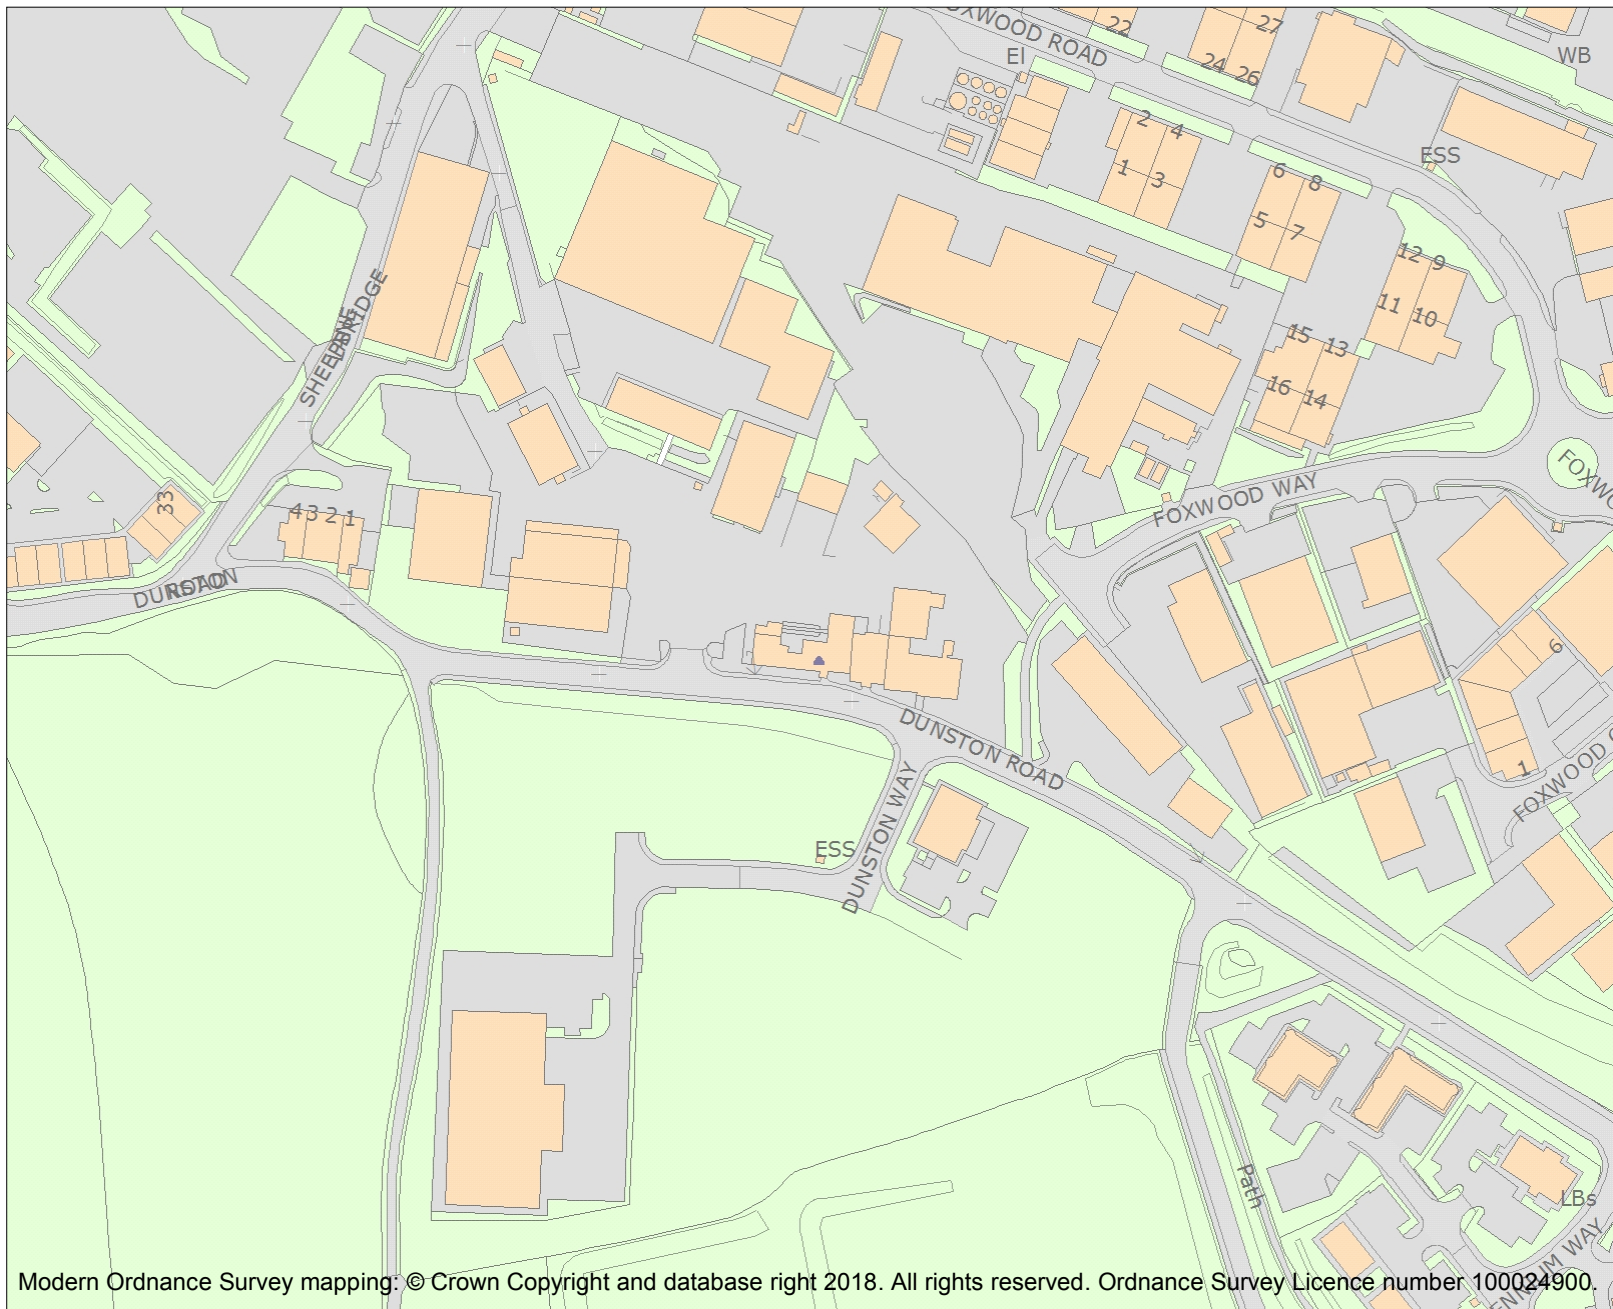 FOXWOOD ROAD
22
27
24
26
EI
WB
ESS
2
4
1
3
6
8
5
7
12
9
11
10
15
13
16
14
SHEEPBRIDGE
LANE
33
4
3
2
1
DUNSTON
ROAD
FOXWOOD WAY
6
1
DUNSTON ROAD
DUNSTON WAY
ESS
Path
LBs
Modern Ordnance Survey mapping: © Crown Copyright and database right 2018. All rights reserved. Ordnance Survey Licence number 100024900.